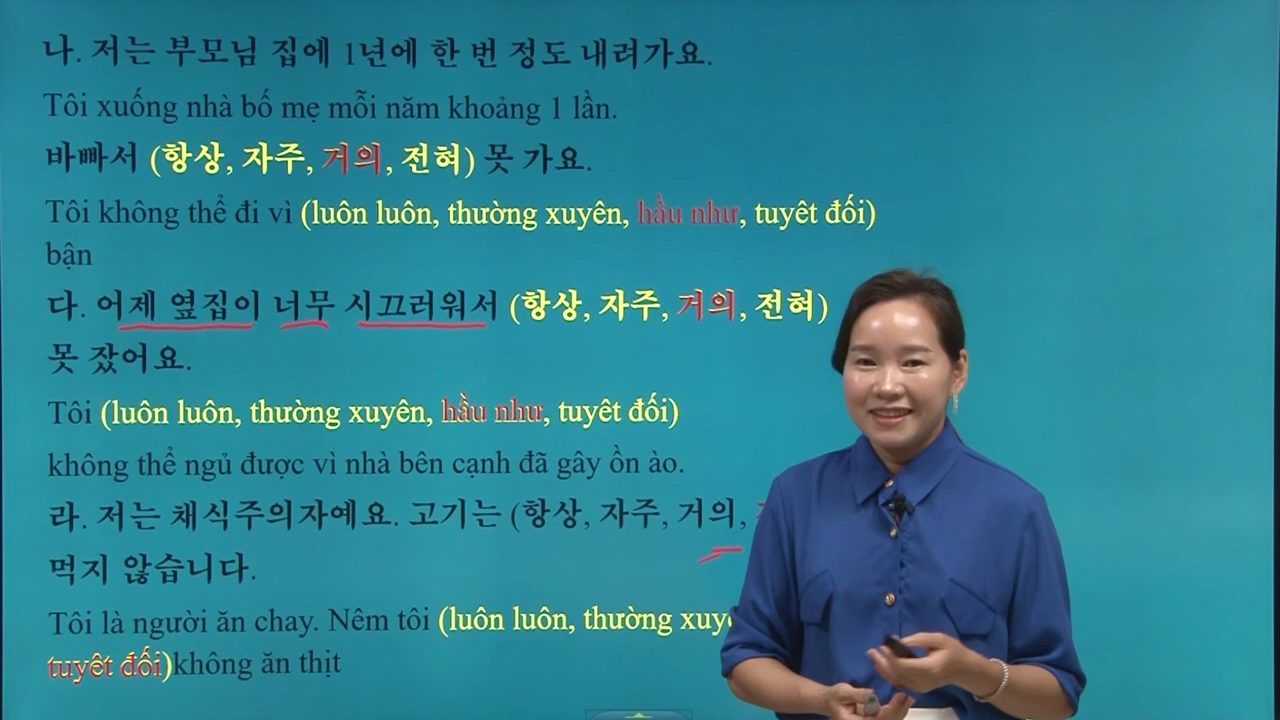 나. 저는 부모님 집에 1년에 한 번 정도 내려가요.
Tôi xuống nhà bố mẹ mỗi năm khoảng 1 lần.
바빠서 (항상, 자주, 거의, 전혀) 못 가요.
Tôi không thể đi vì (luôn luôn, thường xuyên, hầu như, tuyêt đối)
bận
다. 어제 옆집이 너무 시끄러워서 (항상, 자주, 거의, 전혀)
못 잤어요.
Tôi (luôn luôn, thường xuyên, hầu như, tuyêt đối)
không thể ngủ được vì nhà bên cạnh đã gây ồn ào.
라. 저는 채식주의자예요. 고기는 (항상, 자주, 거의,
먹지 않습니다.
Tôi là người ăn chay. Nêm tôi (luôn luôn, thường
tuyêt đối)không ăn thịt